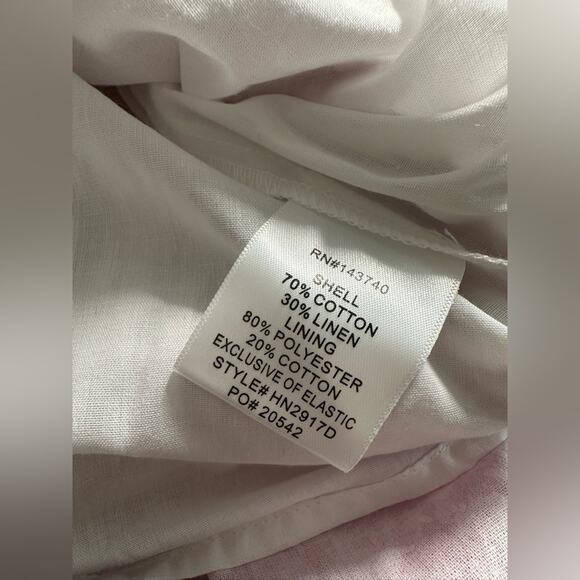 RN#143740
SHELL
70% COTTON
30% LINEN
LINING
80% POLYESTER
20% COTTON
EXCLUSIVE OF ELASTIC
STYLE# HN2917D
PO# 20542